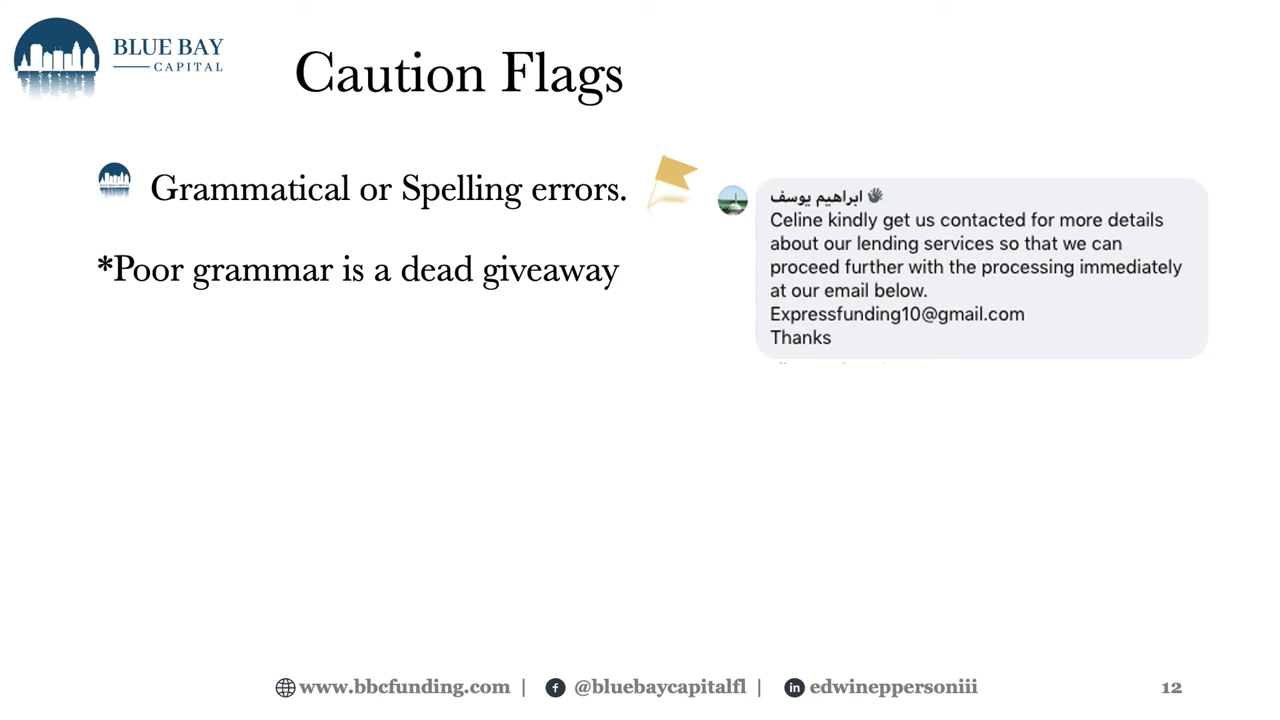 BLUE BAY
CAPITAL
Caution Flags
Grammatical or Spelling errors.
*Poor grammar is a dead giveaway
ابراهيم يوسف
Celine kindly get us contacted for more details
about our lending services so that we can
proceed further with the processing immediately
at our email below.
Expressfunding10@gmail.com
Thanks
www.bbcfunding.com | @bluebaycapitalfl | edwineppersoniii
12